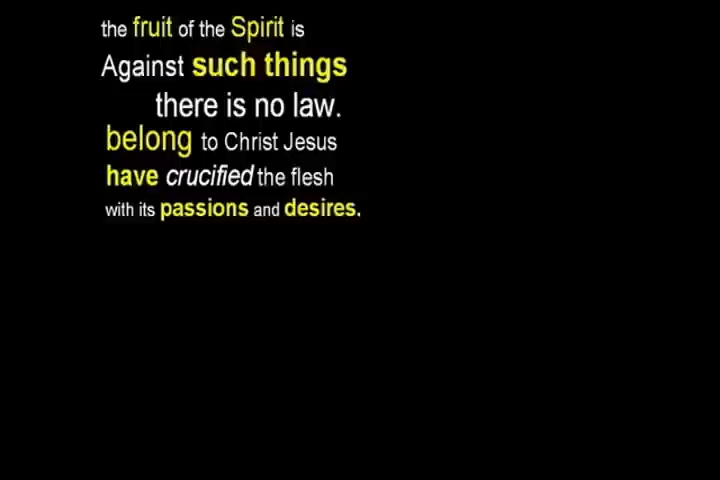 the fruit of the Spirit is
Against such things
there is no law.
belong to Christ Jesus
have crucified the flesh
with its passions and desires.